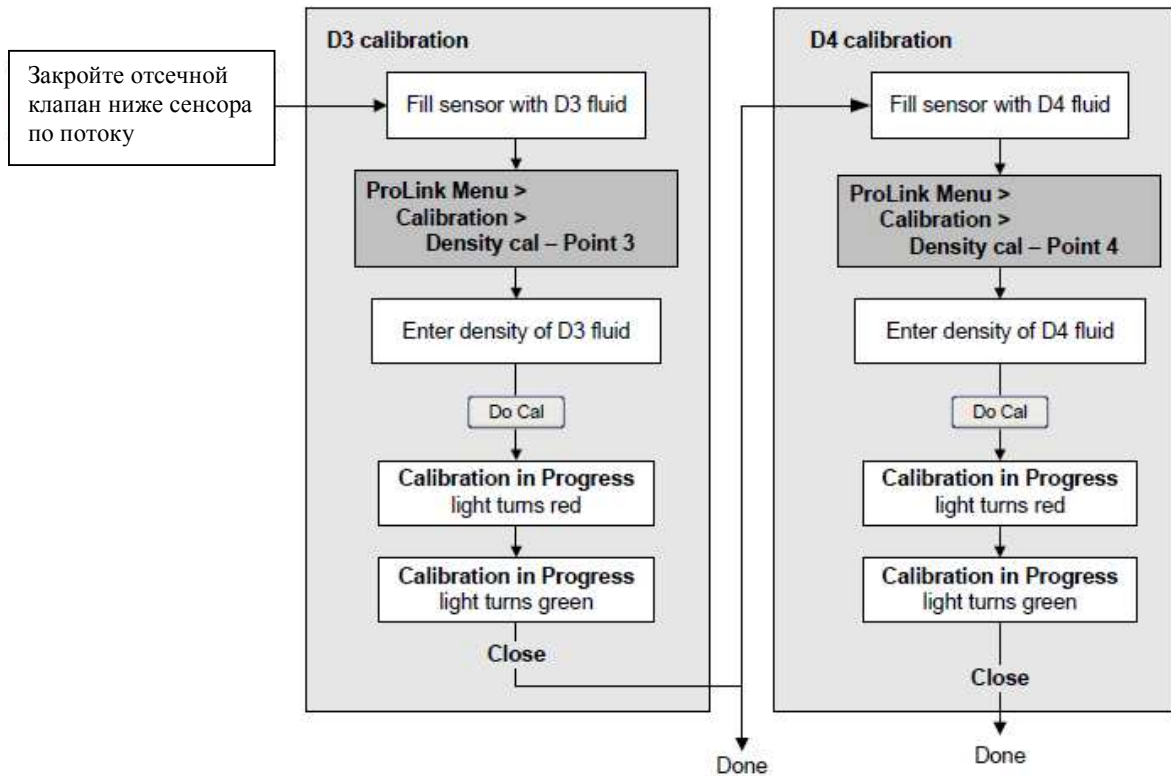 Закройте отсечной
клапан ниже сенсора
по потоку
D3 calibration
Fill sensor with D3 fluid
ProLink Menu >
Calibration >
Density cal – Point 3
Enter density of D3 fluid
Do Cal
Calibration in Progress
light turns red
Calibration in Progress
light turns green
Close
Done
D4 calibration
Fill sensor with D4 fluid
ProLink Menu >
Calibration >
Density cal – Point 4
Enter density of D4 fluid
Do Cal
Calibration in Progress
light turns red
Calibration in Progress
light turns green
Close
Done